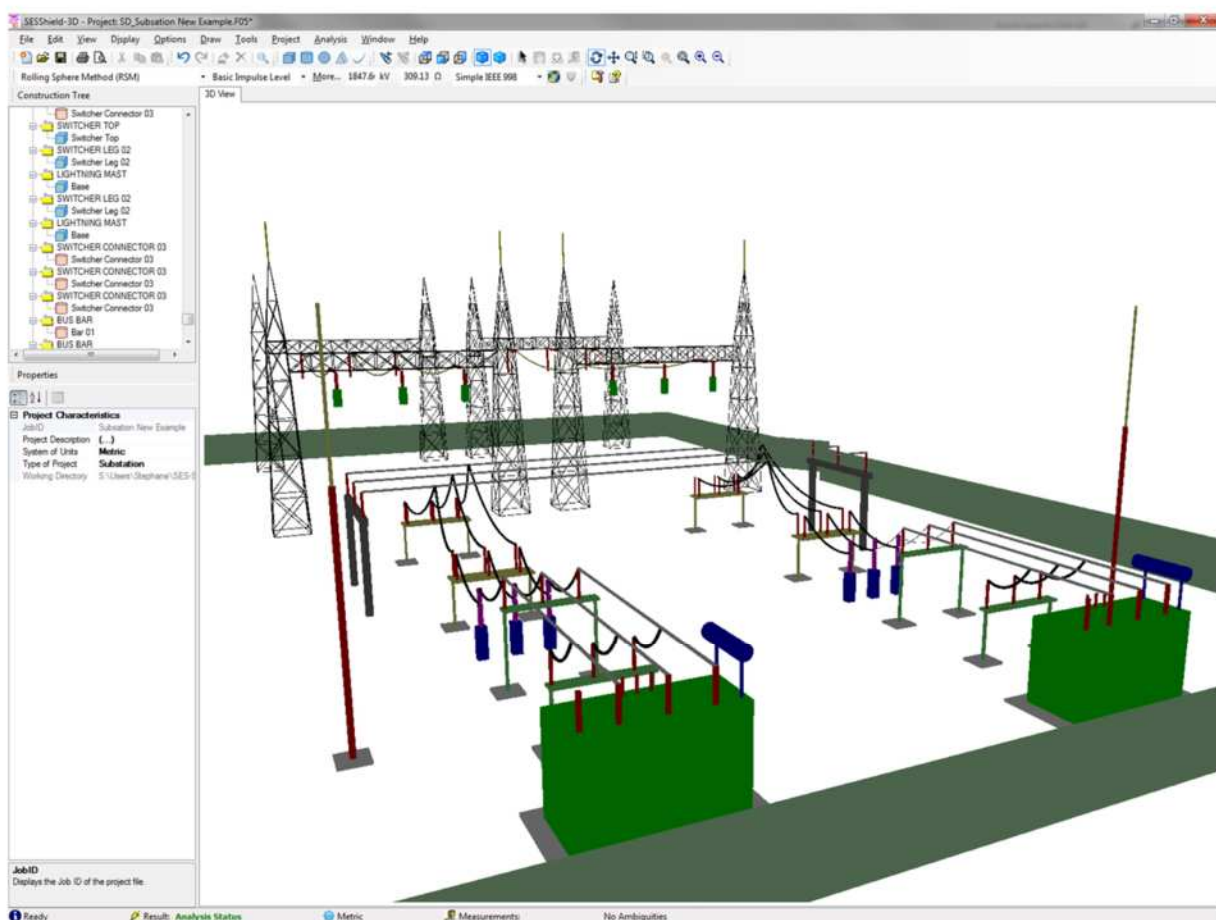 SESShield-3D - Project: SD_Subsation New Example.F05*
File Edit View Display Options Draw Tools Project Analysis Window Help
Rolling Sphere Method (RSM) Basic Impulse Level More... 1847.6 kV 309.13 Ω Simple IEEE 998
Construction Tree
3D View
Switcher Connector 03
SWITCHER TOP
Switcher Top
SWITCHER LEG 02
Switcher Leg 02
LIGHTNING MAST
Base
SWITCHER LEG 02
Switcher Leg 02
LIGHTNING MAST
Base
SWITCHER CONNECTOR 03
Switcher Connector 03
SWITCHER CONNECTOR 03
Switcher Connector 03
SWITCHER CONNECTOR 03
Switcher Connector 03
BUS BAR
Bar 01
BUS BAR
Properties
Project Characteristics
JobID Subsation New Example
Project Description (...)
System of Units Metric
Type of Project Substation
Working Directory S:\Users\Stephane\SES-S
JobID
Displays the Job ID of the project file.
Ready Result: Analysis Status Metric Measurements: No Ambiguities